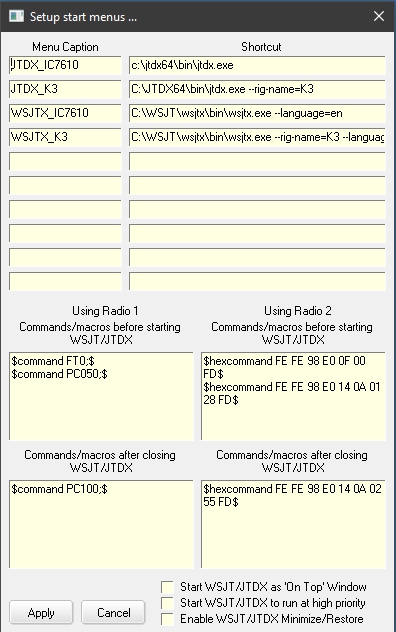 Setup start menus ...
Menu Caption Shortcut
JTDX_IC7610 c:\jtdx64\bin\jtdx.exe
JTDX_K3 C:\JTDX64\bin\jtdx.exe --rig-name=K3
WSJTX_IC7610 C:\WSJT\wsjtx\bin\wsjtx.exe --language=en
WSJTX_K3 C:\WSJT\wsjtx\bin\wsjtx.exe --rig-name=K3 --languag
Using Radio 1
Commands/macros before starting
WSJT/JTDX
$command FT0;$
$command PC050;$
Using Radio 2
Commands/macros before starting
WSJT/JTDX
$hexcommand FE FE 98 E0 0F 00
FD$
$hexcommand FE FE 98 E0 14 0A 01
28 FD$
Commands/macros after closing
WSJT/JTDX
$command PC100;$
Commands/macros after closing
WSJT/JTDX
$hexcommand FE FE 98 E0 14 0A 02
55 FD$
Start WSJT/JTDX as 'On Top' Window
Start WSJT/JTDX to run at high priority
Enable WSJT/JTDX Minimize/Restore
Apply Cancel